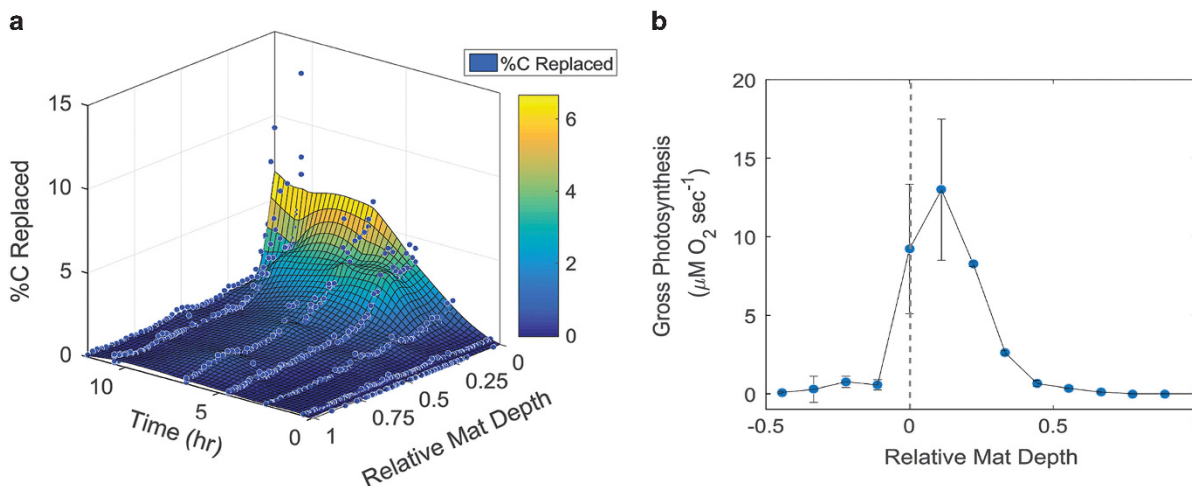 a
%C Replaced
15
10
5
0
%C Replaced
6
4
2
0
10
5
0
Time (hr)
1
0.75
0.5
0.25
0
Relative Mat Depth
b
20
15
10
5
0
Gross Photosynthesis
(μM O₂ sec⁻¹)
-0.5
0
0.5
Relative Mat Depth